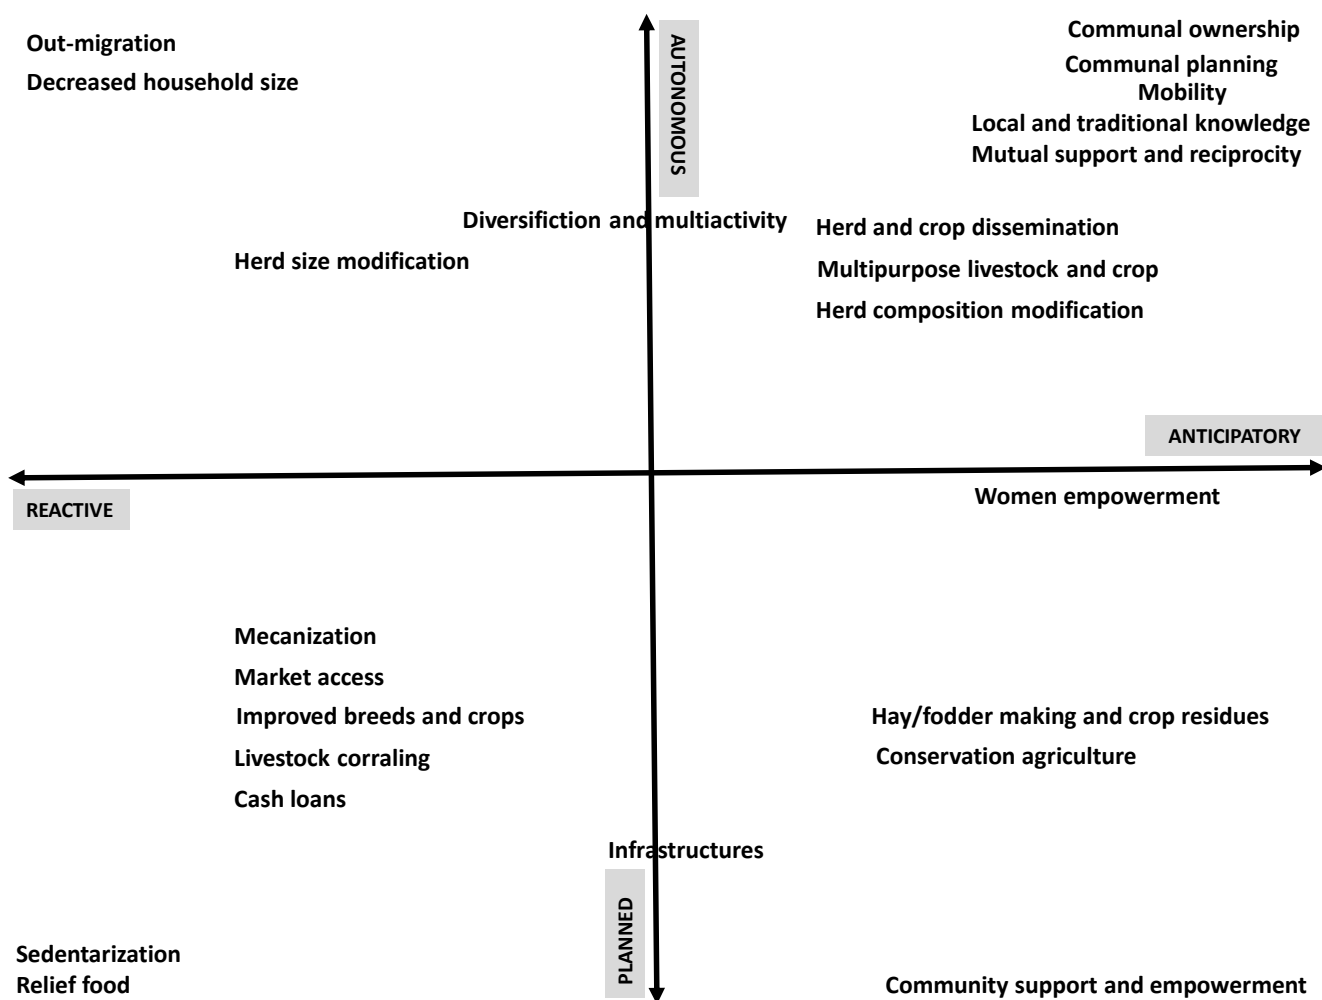 Out-migration
Decreased household size
AUTONOMOUS
Communal ownership
Communal planning
Mobility
Local and traditional knowledge
Mutual support and reciprocity
Diversifiction and multiactivity
Herd size modification
Herd and crop dissemination
Multipurpose livestock and crop
Herd composition modification
ANTICIPATORY
REACTIVE
Women empowerment
Mecanization
Market access
Improved breeds and crops
Livestock corraling
Cash loans
Hay/fodder making and crop residues
Conservation agriculture
Infrastructures
PLANNED
Sedentarization
Relief food
Community support and empowerment